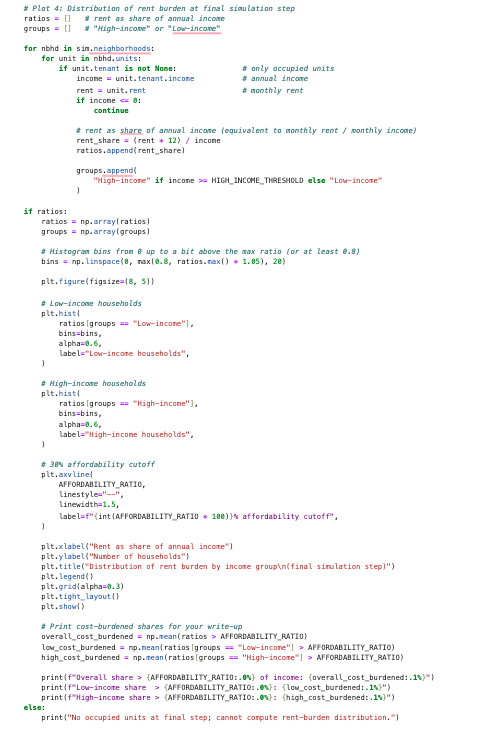 # Plot 4: Distribution of rent burden at final simulation step
ratios = []   # rent as share of annual income
groups = []   # "High-income" or "Low-income"

for nbhd in sim.neighborhoods:
    for unit in nbhd.units:
        if unit.tenant is not None:               # only occupied units
            income = unit.tenant.income           # annual income
            rent = unit.rent                      # monthly rent
            if income <= 0:
                continue

            # rent as share of annual income (equivalent to monthly rent / monthly income)
            rent_share = (rent * 12) / income
            ratios.append(rent_share)

            groups.append(
                "High-income" if income >= HIGH_INCOME_THRESHOLD else "Low-income"
            )

if ratios:
    ratios = np.array(ratios)
    groups = np.array(groups)

    # Histogram bins from 0 up to a bit above the max ratio (or at least 0.8)
    bins = np.linspace(0, max(0.8, ratios.max() * 1.05), 20)

    plt.figure(figsize=(8, 5))

    # Low-income households
    plt.hist(
        ratios[groups == "Low-income"],
        bins=bins,
        alpha=0.6,
        label="Low-income households",
    )

    # High-income households
    plt.hist(
        ratios[groups == "High-income"],
        bins=bins,
        alpha=0.6,
        label="High-income households",
    )

    # 30% affordability cutoff
    plt.axvline(
        AFFORDABILITY_RATIO,
        linestyle="--",
        linewidth=1.5,
        label=f"{int(AFFORDABILITY_RATIO * 100)}% affordability cutoff",
    )

    plt.xlabel("Rent as share of annual income")
    plt.ylabel("Number of households")
    plt.title("Distribution of rent burden by income group\n(final simulation step)")
    plt.legend()
    plt.grid(alpha=0.3)
    plt.tight_layout()
    plt.show()

    # Print cost-burdened shares for your write-up
    overall_cost_burdened = np.mean(ratios > AFFORDABILITY_RATIO)
    low_cost_burdened = np.mean(ratios[groups == "Low-income"] > AFFORDABILITY_RATIO)
    high_cost_burdened = np.mean(ratios[groups == "High-income"] > AFFORDABILITY_RATIO)

    print(f"Overall share > {AFFORDABILITY_RATIO:.0%} of income: {overall_cost_burdened:.1%}")
    print(f"Low-income share  > {AFFORDABILITY_RATIO:.0%}: {low_cost_burdened:.1%}")
    print(f"High-income share > {AFFORDABILITY_RATIO:.0%}: {high_cost_burdened:.1%}")
else:
    print("No occupied units at final step; cannot compute rent-burden distribution.")